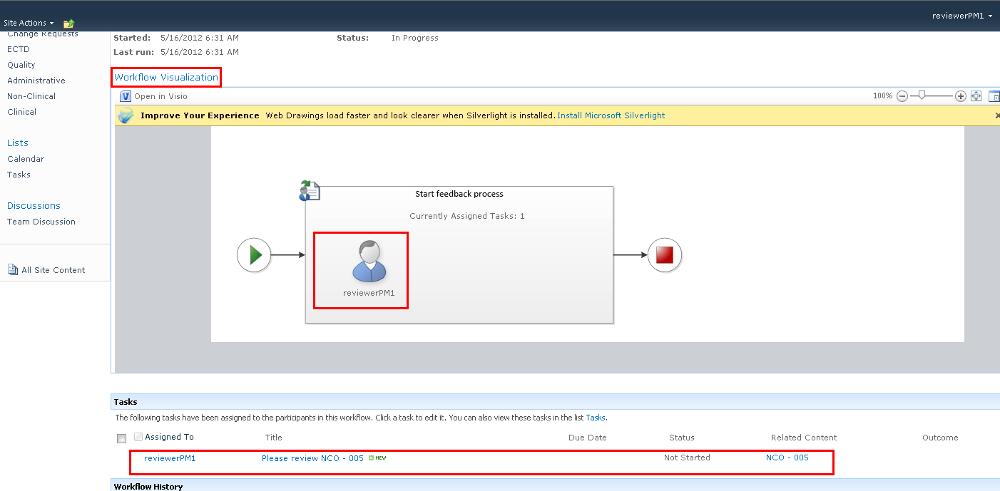 Site Actions
reviewerPM1
Change Requests
ECTD
Quality
Administrative
Non-Clinical
Clinical
Lists
Calendar
Tasks
Discussions
Team Discussion
All Site Content
Started: 5/16/2012 6:31 AM Status: In Progress
Last run: 5/16/2012 6:31 AM
Workflow Visualization
Open in Visio 100%
Improve Your Experience Web Drawings load faster and look clearer when Silverlight is installed. Install Microsoft Silverlight
Start feedback process
Currently Assigned Tasks: 1
reviewerPM1
Tasks
The following tasks have been assigned to the participants in this workflow. Click a task to edit it. You can also view these tasks in the list Tasks.
Assigned To Title Due Date Status Related Content Outcome
reviewerPM1 Please review NCO - 005 NEW Not Started NCO - 005
Workflow History